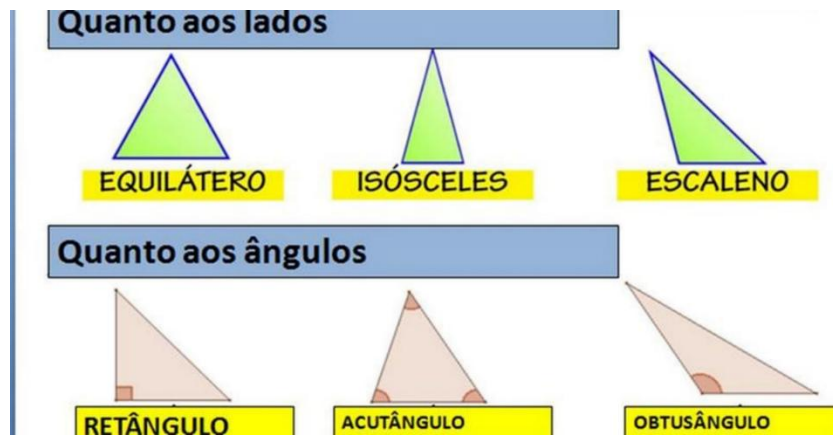 Quanto aos lados
EQUILÁTERO ISÓSCELES ESCALENO
Quanto aos ângulos
RETÂNGULO ACUTÂNGULO OBTUSÂNGULO